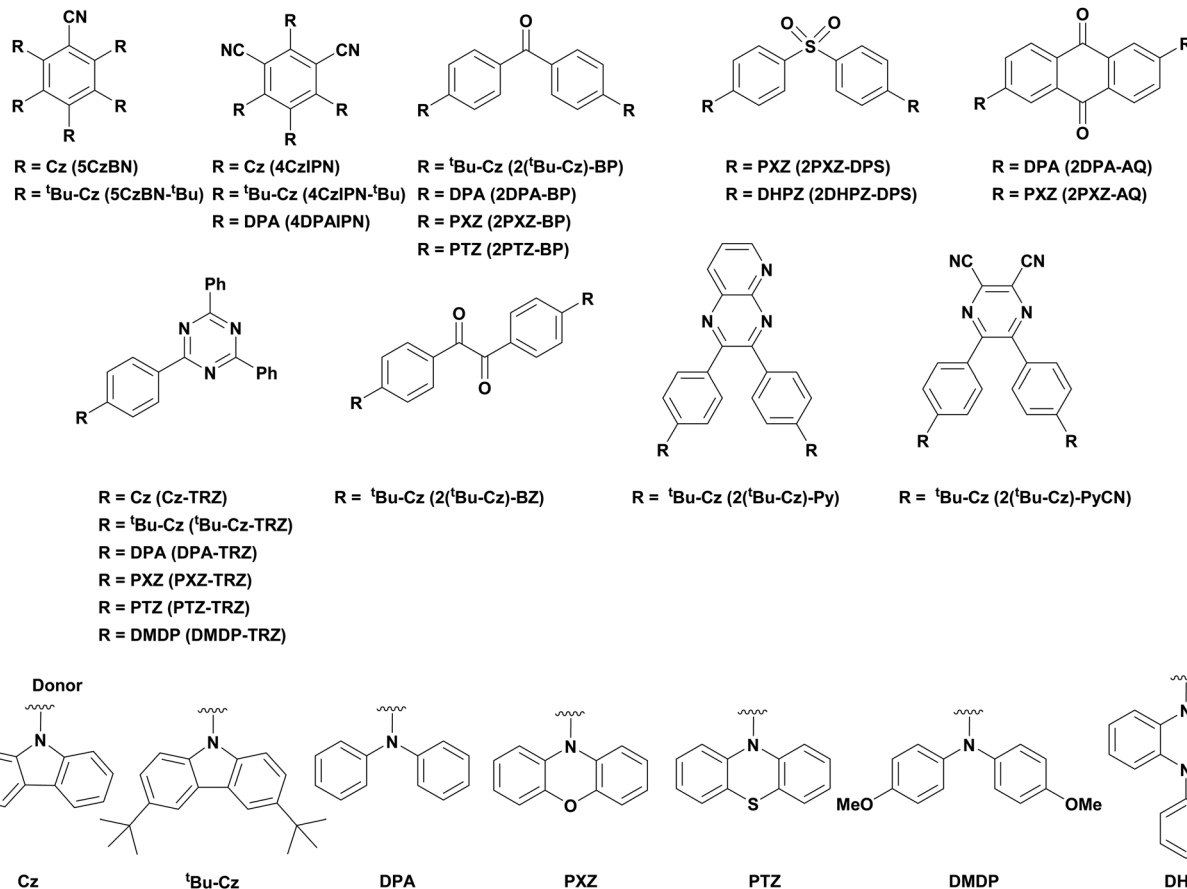 CN
R
R
R
R
R
R = Cz (5CzBN)
R = ᵗBu-Cz (5CzBN-ᵗBu)
R
NC
CN
R
R
R
R = Cz (4CzIPN)
R = ᵗBu-Cz (4CzIPN-ᵗBu)
R = DPA (4DPAIPN)
O
R
R
R = ᵗBu-Cz (2(ᵗBu-Cz)-BP)
R = DPA (2DPA-BP)
R = PXZ (2PXZ-BP)
R = PTZ (2PTZ-BP)
O O
S
R
R
R = PXZ (2PXZ-DPS)
R = DHPZ (2DHPZ-DPS)
O
R
R
O
R = DPA (2DPA-AQ)
R = PXZ (2PXZ-AQ)
Ph
N
N
N
Ph
R
R = Cz (Cz-TRZ)
R = ᵗBu-Cz (ᵗBu-Cz-TRZ)
R = DPA (DPA-TRZ)
R = PXZ (PXZ-TRZ)
R = PTZ (PTZ-TRZ)
R = DMDP (DMDP-TRZ)
R
O
O
R
R = ᵗBu-Cz (2(ᵗBu-Cz)-BZ)
N
N
N
R
R
R = ᵗBu-Cz (2(ᵗBu-Cz)-Py)
NC
CN
N
N
R
R
R = ᵗBu-Cz (2(ᵗBu-Cz)-PyCN)
Donor
N
Cz
N
ᵗBu-Cz
N
DPA
N
O
PXZ
N
S
PTZ
N
MeO
OMe
DMDP
N
N
DH